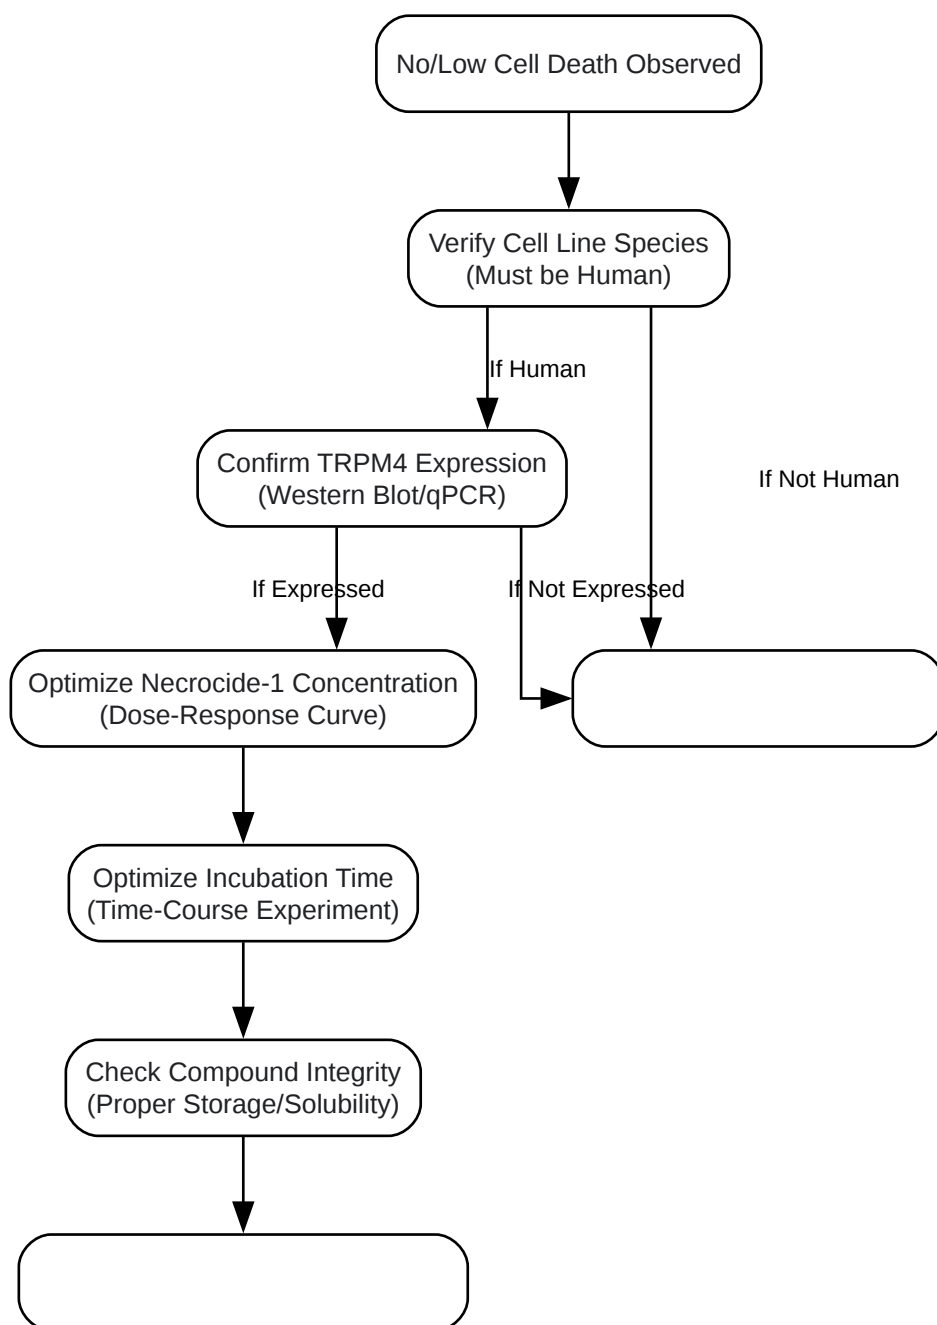 No/Low Cell Death Observed
Verify Cell Line Species
(Must be Human)
If Human
Confirm TRPM4 Expression
(Western Blot/qPCR)
If Not Human
If Expressed
If Not Expressed
Optimize Necrocide-1 Concentration
(Dose-Response Curve)
Optimize Incubation Time
(Time-Course Experiment)
Check Compound Integrity
(Proper Storage/Solubility)